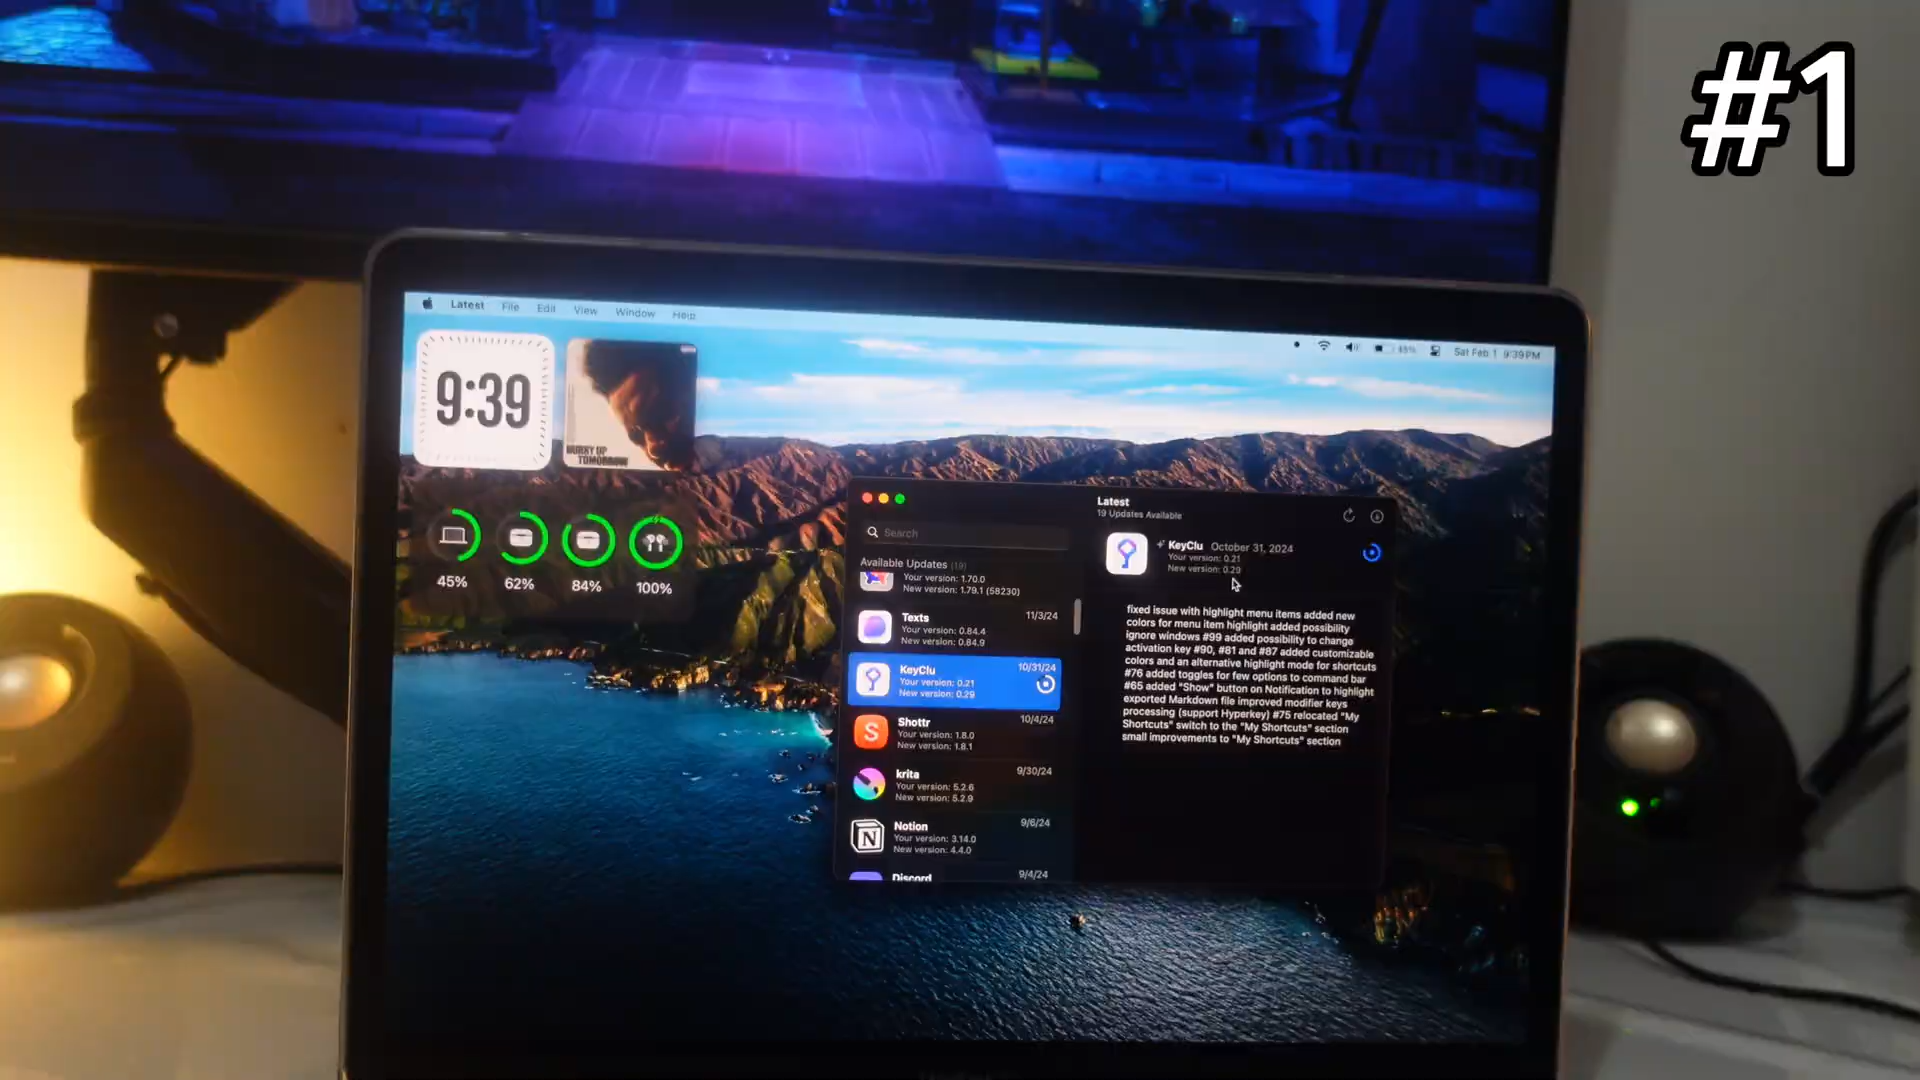 #1
Latest File Edit View Window Help
45% Sat Feb 1 9:39 PM
9:39
HURRY UP
TOMORROW
45% 62% 84% 100%
Latest
19 Updates Available
Search
Available Updates (19)
Your version: 1.70.0
New version: 1.79.1 (58230)
Texts 11/3/24
Your version: 0.84.4
New version: 0.84.9
KeyClu 10/31/24
Your version: 0.21
New version: 0.29
Shottr 10/4/24
Your version: 1.8.0
New version: 1.8.1
krita 9/30/24
Your version: 5.2.6
New version: 5.2.9
Notion 9/6/24
Your version: 3.14.0
New version: 4.4.0
Discord 9/4/24
KeyClu October 31, 2024
Your version: 0.21
New version: 0.29
fixed issue with highlight menu items added new
colors for menu item highlight added possibility
ignore windows #99 added possibility to change
activation key #90, #81 and #87 added customizable
colors and an alternative highlight mode for shortcuts
#76 added toggles for few options to command bar
#65 added "Show" button on Notification to highlight
exported Markdown file improved modifier keys
processing (support Hyperkey) #75 relocated "My
Shortcuts" switch to the "My Shortcuts" section
small improvements to "My Shortcuts" section